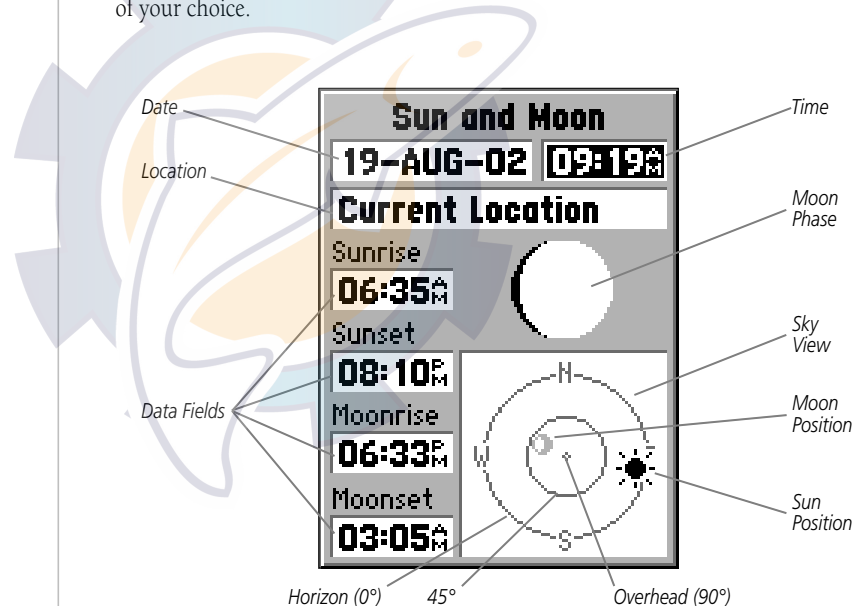 of your choice.
Date
Sun and Moon
Time
19-AUG-02 09:19AM
Location
Current Location
Moon
Phase
Sunrise
06:35AM
Sunset
08:10PM
Sky
View
N
Data Fields
Moonrise
Moon
Position
06:33PM
W
Moonset
Sun
Position
03:05AM
S
Horizon (0°) 45° Overhead (90°)